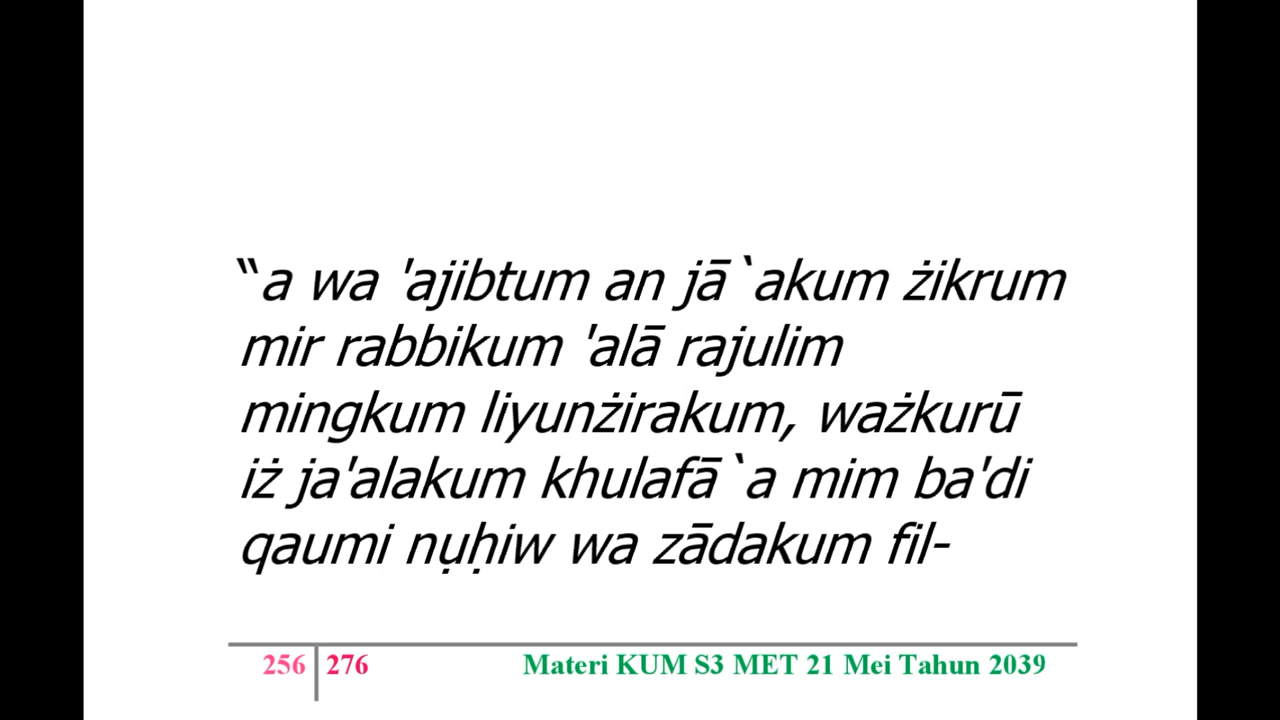 “a wa 'ajibtum an jā`akum żikrum
mir rabbikum 'alā rajulim
mingkum liyunżirakum, ważkurū
iż ja'alakum khulafā`a mim ba'di
qaumi nụḥiw wa zādakum fil-
256 276 Materi KUM S3 MET 21 Mei Tahun 2039